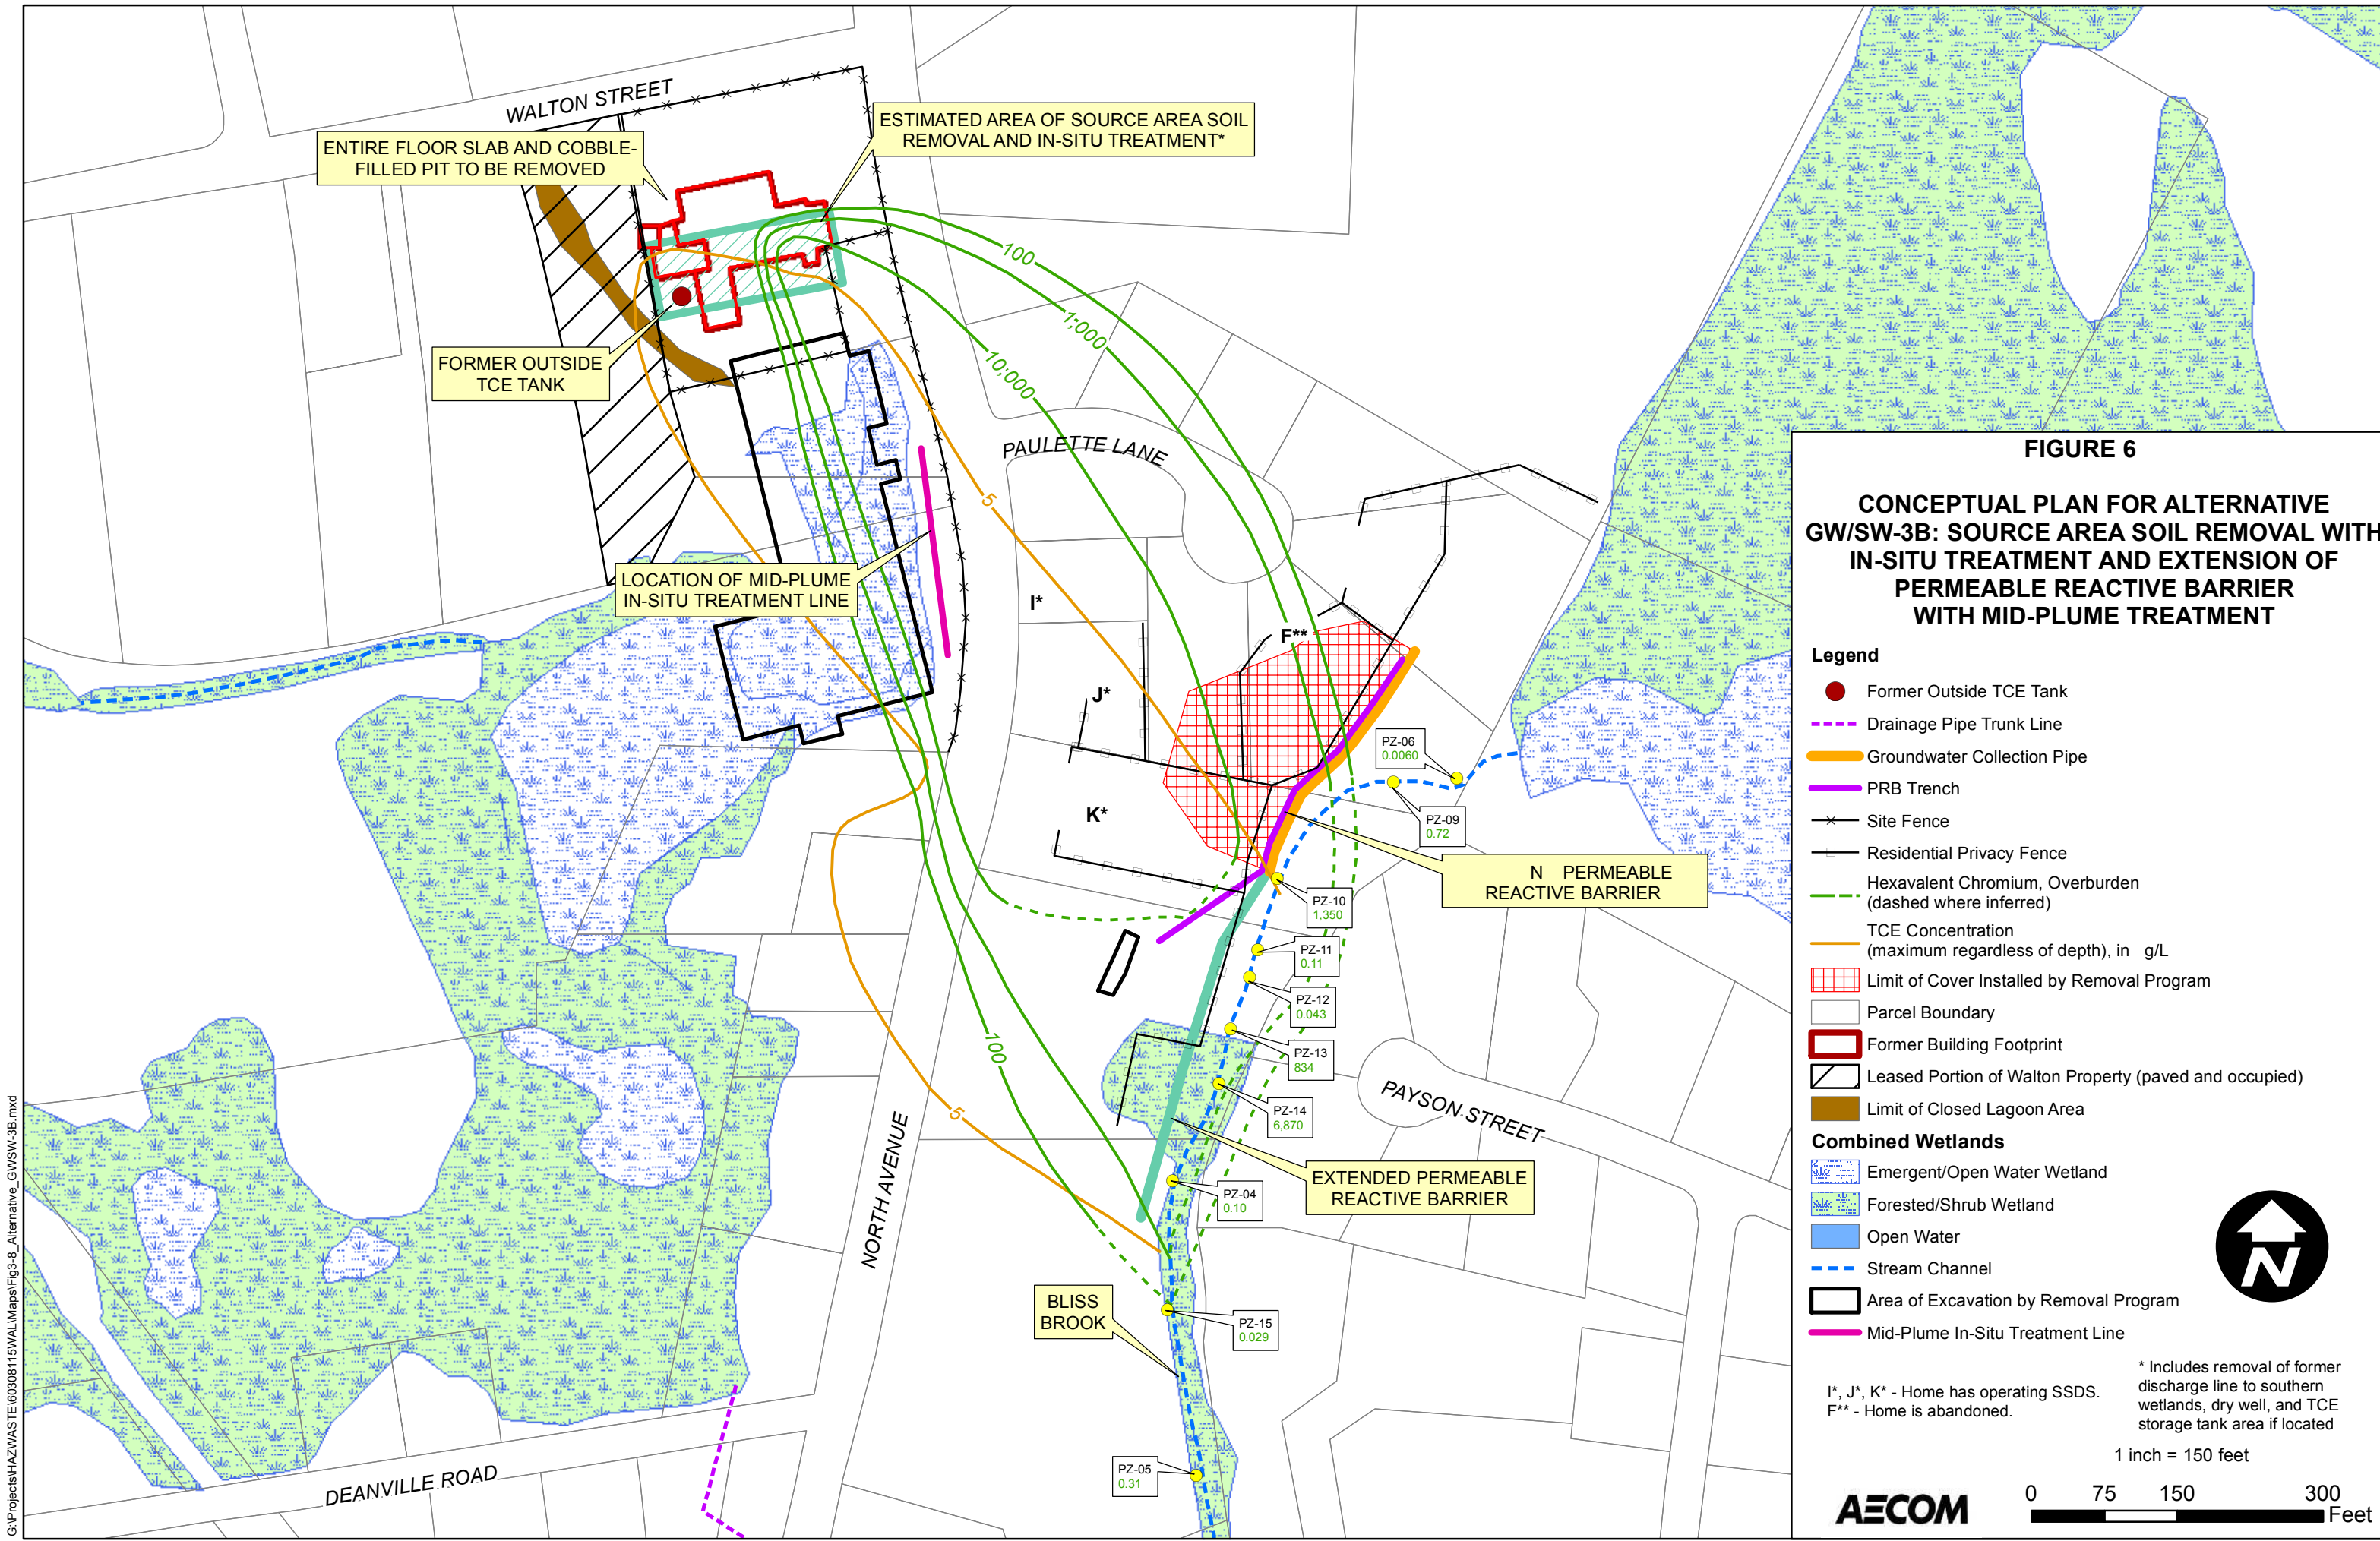 WALTON STREET
ENTIRE FLOOR SLAB AND COBBLE-
FILLED PIT TO BE REMOVED
ESTIMATED AREA OF SOURCE AREA SOIL
REMOVAL AND IN-SITU TREATMENT*
100
1,000
10,000
FORMER OUTSIDE
TCE TANK
PAULETTE LANE
5
LOCATION OF MID-PLUME
IN-SITU TREATMENT LINE
I*
F**
J*
K*
PZ-06
0.0060
PZ-09
0.72
N PERMEABLE
REACTIVE BARRIER
PZ-10
1,350
PZ-11
0.11
PZ-12
0.043
PZ-13
834
PZ-14
6,870
100
5
PAYSON STREET
NORTH AVENUE
EXTENDED PERMEABLE
REACTIVE BARRIER
PZ-04
0.10
BLISS
BROOK
PZ-15
0.029
PZ-05
0.31
DEANVILLE ROAD
G:\Projects\HAZWASTE\60308115\WAL\Maps\Fig3-8_Alternative_GWSW-3B.mxd
FIGURE 6
CONCEPTUAL PLAN FOR ALTERNATIVE
GW/SW-3B: SOURCE AREA SOIL REMOVAL WITH
IN-SITU TREATMENT AND EXTENSION OF
PERMEABLE REACTIVE BARRIER
WITH MID-PLUME TREATMENT
Legend
Former Outside TCE Tank
Drainage Pipe Trunk Line
Groundwater Collection Pipe
PRB Trench
Site Fence
Residential Privacy Fence
Hexavalent Chromium, Overburden
(dashed where inferred)
TCE Concentration
(maximum regardless of depth), in g/L
Limit of Cover Installed by Removal Program
Parcel Boundary
Former Building Footprint
Leased Portion of Walton Property (paved and occupied)
Limit of Closed Lagoon Area
Combined Wetlands
Emergent/Open Water Wetland
Forested/Shrub Wetland
Open Water
Stream Channel
Area of Excavation by Removal Program
Mid-Plume In-Situ Treatment Line
N
I*, J*, K* - Home has operating SSDS.
F** - Home is abandoned.
* Includes removal of former
discharge line to southern
wetlands, dry well, and TCE
storage tank area if located
1 inch = 150 feet
AECOM
0 75 150 300
Feet